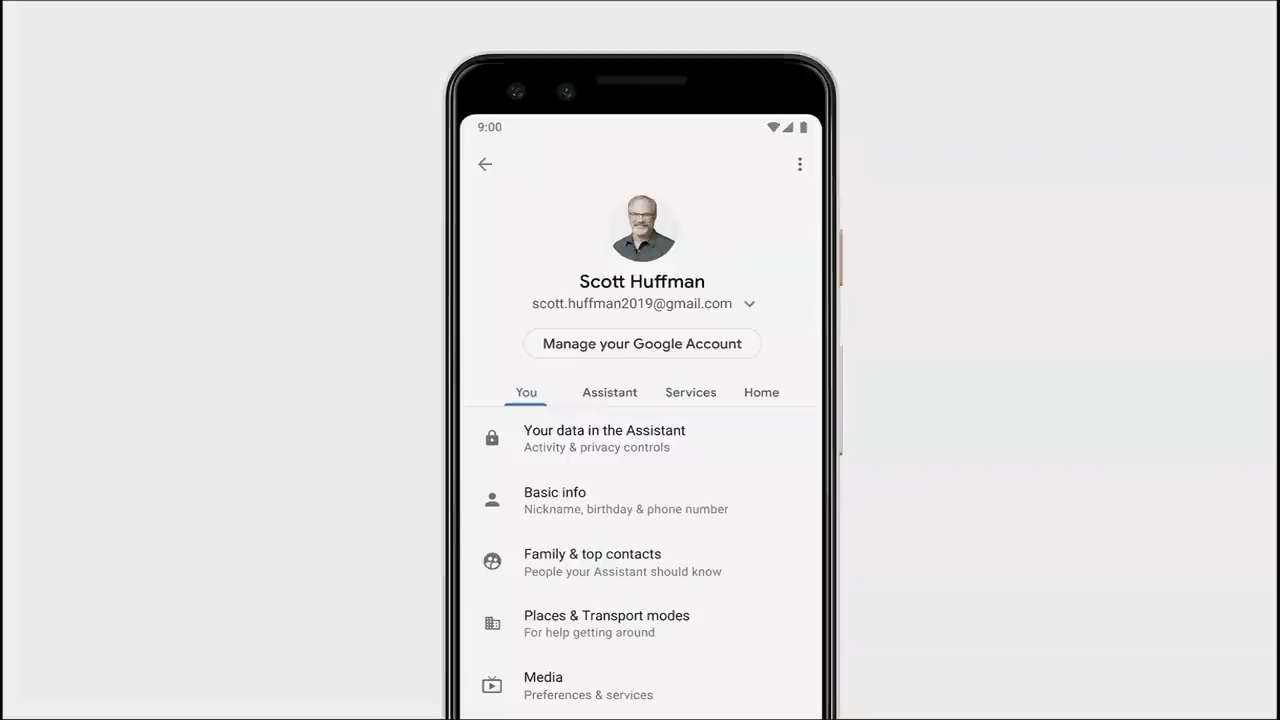 9:00
Scott Huffman
scott.huffman2019@gmail.com
Manage your Google Account
You Assistant Services Home
Your data in the Assistant
Activity & privacy controls
Basic info
Nickname, birthday & phone number
Family & top contacts
People your Assistant should know
Places & Transport modes
For help getting around
Media
Preferences & services